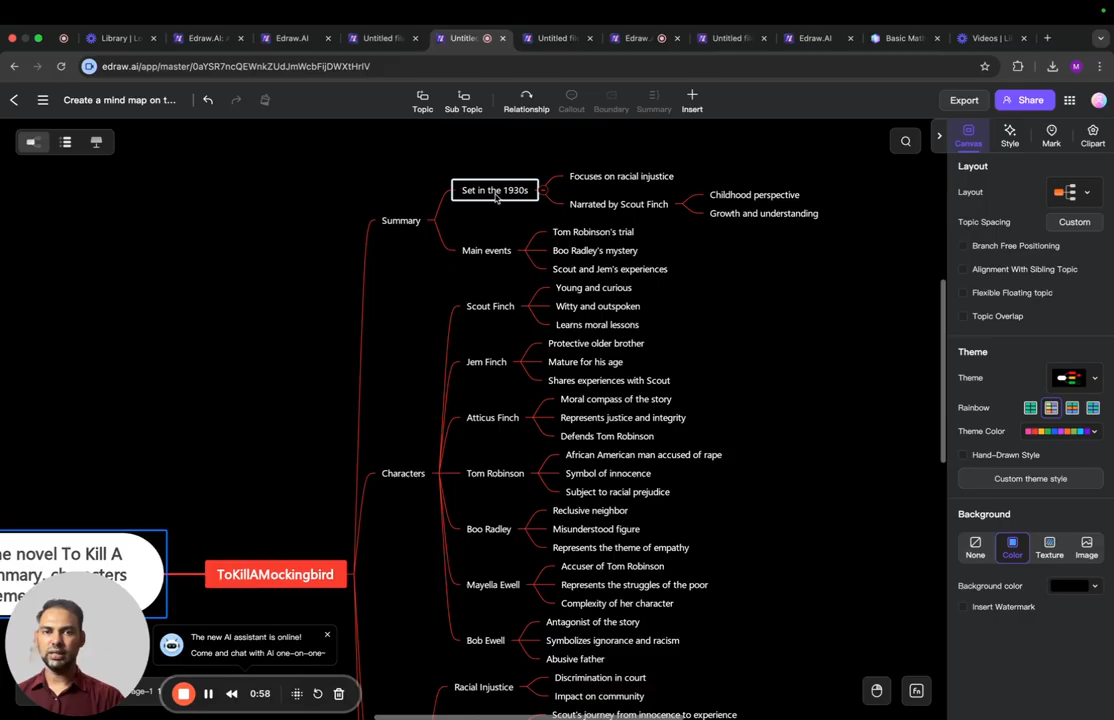 Library | Lo
Edraw.AI: A
Edraw.AI
Untitled fil
Untitled
Untitled fil
Edraw.
Untitled fil
Edraw.AI
Basic Math
Videos | Li
edraw.ai/app/master/0aYSR7ncQEWnkZUdJmWcbFijDWXtHrIV
M
Create a mind map on t...
Topic
Sub Topic
Relationship
Callout
Boundary
Summary
Insert
Export
Share
Canvas
Style
Mark
Clipart
Layout
Layout
Topic Spacing
Custom
Branch Free Positioning
Alignment With Sibling Topic
Flexible Floating topic
Topic Overlap
Theme
Theme
Rainbow
Theme Color
Hand-Drawn Style
Custom theme style
Background
None
Color
Texture
Image
Background color
Insert Watermark
Summary
Set in the 1930s
Focuses on racial injustice
Narrated by Scout Finch
Childhood perspective
Growth and understanding
Main events
Tom Robinson's trial
Boo Radley's mystery
Scout and Jem's experiences
Characters
Scout Finch
Young and curious
Witty and outspoken
Learns moral lessons
Jem Finch
Protective older brother
Mature for his age
Shares experiences with Scout
Atticus Finch
Moral compass of the story
Represents justice and integrity
Defends Tom Robinson
Tom Robinson
African American man accused of rape
Symbol of innocence
Subject to racial prejudice
Boo Radley
Reclusive neighbor
Misunderstood figure
Represents the theme of empathy
Mayella Ewell
Accuser of Tom Robinson
Represents the struggles of the poor
Complexity of her character
Bob Ewell
Antagonist of the story
Symbolizes ignorance and racism
Abusive father
Racial Injustice
Discrimination in court
Impact on community
Scout's journey from innocence to experience
novel To Kill A
characters
ToKillAMockingbird
The new AI assistant is online!
Come and chat with AI one-on-one~
age-1
0:58
Fn